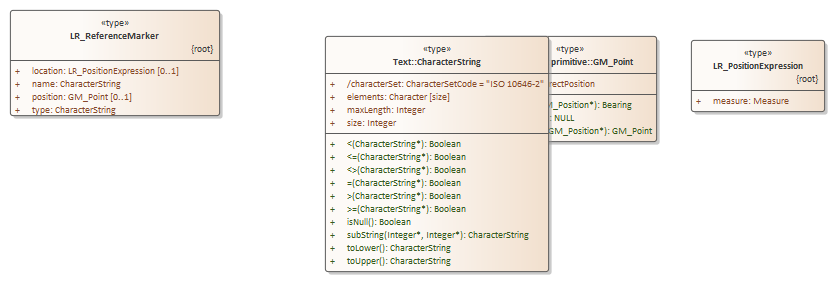 «type»
LR_ReferenceMarker
{root}
+ location: LR_PositionExpression [0..1]
+ name: CharacterString
+ position: GM_Point [0..1]
+ type: CharacterString
«type»
Text::CharacterString
+ /characterSet: CharacterSetCode = "ISO 10646-2"
+ elements: Character [size]
+ maxLength: Integer
+ size: Integer
+ <(CharacterString*): Boolean
+ <=(CharacterString*): Boolean
+ <>(CharacterString*): Boolean
+ =(CharacterString*): Boolean
+ >(CharacterString*): Boolean
+ >=(CharacterString*): Boolean
+ isNull(): Boolean
+ subString(Integer*, Integer*): CharacterString
+ toLower(): CharacterString
+ toUpper(): CharacterString
«type»
primitive::GM_Point
rectPosition
M_Position*): Bearing
: NULL
GM_Position*): GM_Point
«type»
LR_PositionExpression
{root}
+ measure: Measure